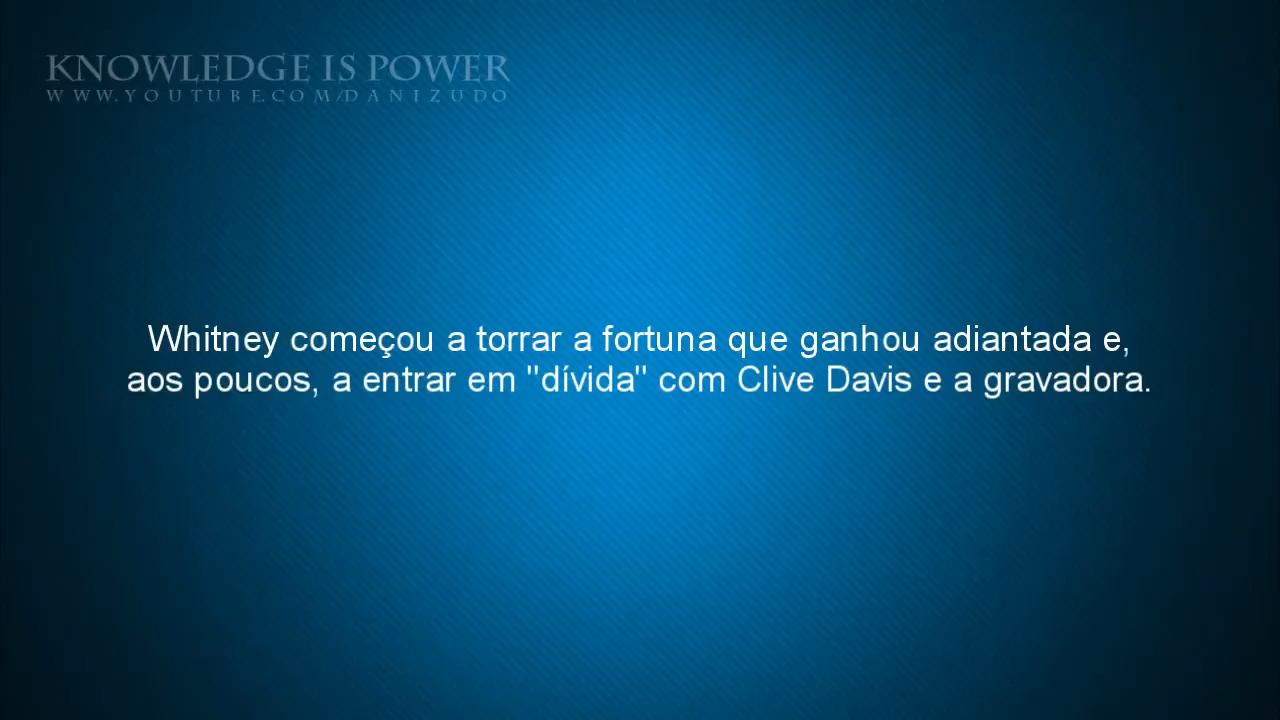 KNOWLEDGE IS POWER
WWW.YOUTUBE.COM/DANIZUDO
Whitney começou a torrar a fortuna que ganhou adiantada e,
aos poucos, a entrar em "dívida" com Clive Davis e a gravadora.